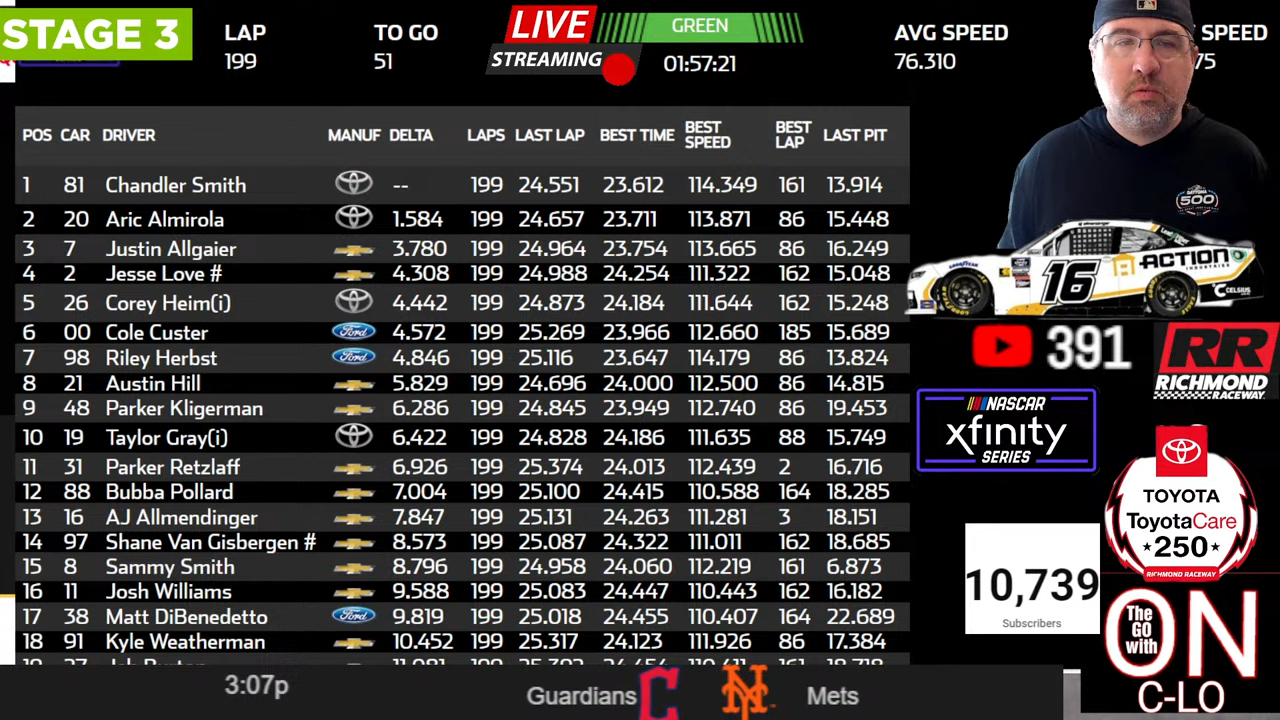 STAGE 3
LAP
199
TO GO
51
LIVE
STREAMING
GREEN
01:57:21
AVG SPEED
76.310
SPEED
75
POS CAR DRIVER MANUF DELTA LAPS LAST LAP BEST TIME BEST SPEED BEST LAP LAST PIT
1 81 Chandler Smith -- 199 24.551 23.612 114.349 161 13.914
2 20 Aric Almirola 1.584 199 24.657 23.711 113.871 86 15.448
3 7 Justin Allgaier 3.780 199 24.964 23.754 113.665 86 16.249
4 2 Jesse Love # 4.308 199 24.988 24.254 111.322 162 15.048
5 26 Corey Heim(i) 4.442 199 24.873 24.184 111.644 162 15.248
6 00 Cole Custer Ford 4.572 199 25.269 23.966 112.660 185 15.689
7 98 Riley Herbst Ford 4.846 199 25.116 23.647 114.179 86 13.824
8 21 Austin Hill 5.829 199 24.696 24.000 112.500 86 14.815
9 48 Parker Kligerman 6.286 199 24.845 23.949 112.740 86 19.453
10 19 Taylor Gray(i) 6.422 199 24.828 24.186 111.635 88 15.749
11 31 Parker Retzlaff 6.926 199 25.374 24.013 112.439 2 16.716
12 88 Bubba Pollard 7.004 199 25.100 24.415 110.588 164 18.285
13 16 AJ Allmendinger 7.847 199 25.131 24.263 111.281 3 18.151
14 97 Shane Van Gisbergen # 8.573 199 25.087 24.322 111.011 162 18.685
15 8 Sammy Smith 8.796 199 24.958 24.060 112.219 161 6.873
16 11 Josh Williams 9.588 199 25.083 24.447 110.443 162 16.182
17 38 Matt DiBenedetto Ford 9.819 199 25.018 24.455 110.407 164 22.689
18 91 Kyle Weatherman 10.452 199 25.317 24.123 111.926 86 17.384
DAYTONA
500
16
ACTION
INDUSTRIES
CELSIUS
391
RR
RICHMOND
RACEWAY
NASCAR
xfinity
SERIES
TOYOTA
ToyotaCare
250
RICHMOND RACEWAY
10,739
Subscribers
The
GO
with
ON
C-LO
3:07p
Guardians
C
NY
Mets